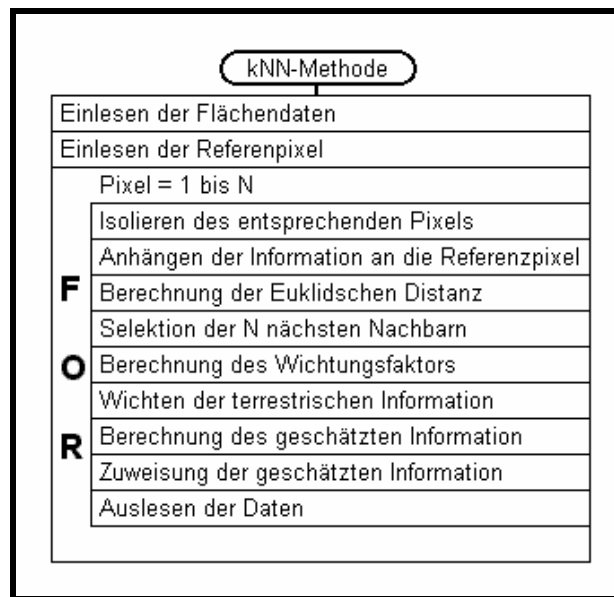 kNN-Methode
Einlesen der Flächendaten
Einlesen der Referenpixel
Pixel = 1 bis N
Isolieren des entsprechenden Pixels
Anhängen der Information an die Referenzpixel
F Berechnung der Euklidschen Distanz
Selektion der N nächsten Nachbarn
O Berechnung des Wichtungsfaktors
Wichten der terrestrischen Information
R Berechnung des geschätzten Information
Zuweisung der geschätzten Information
Auslesen der Daten